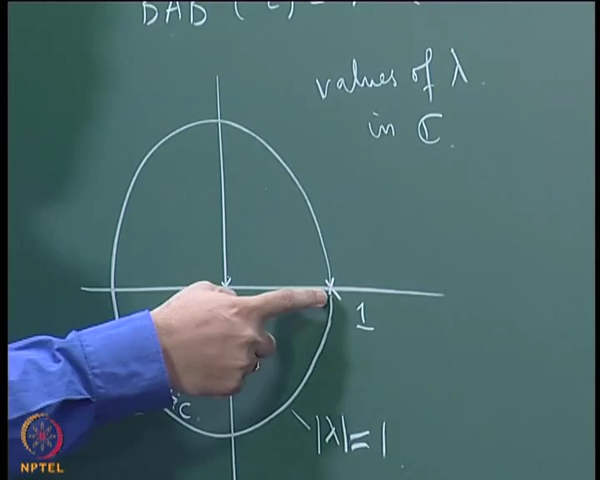 values of λ
in ℂ.
1
|λ| = 1
NPTEL